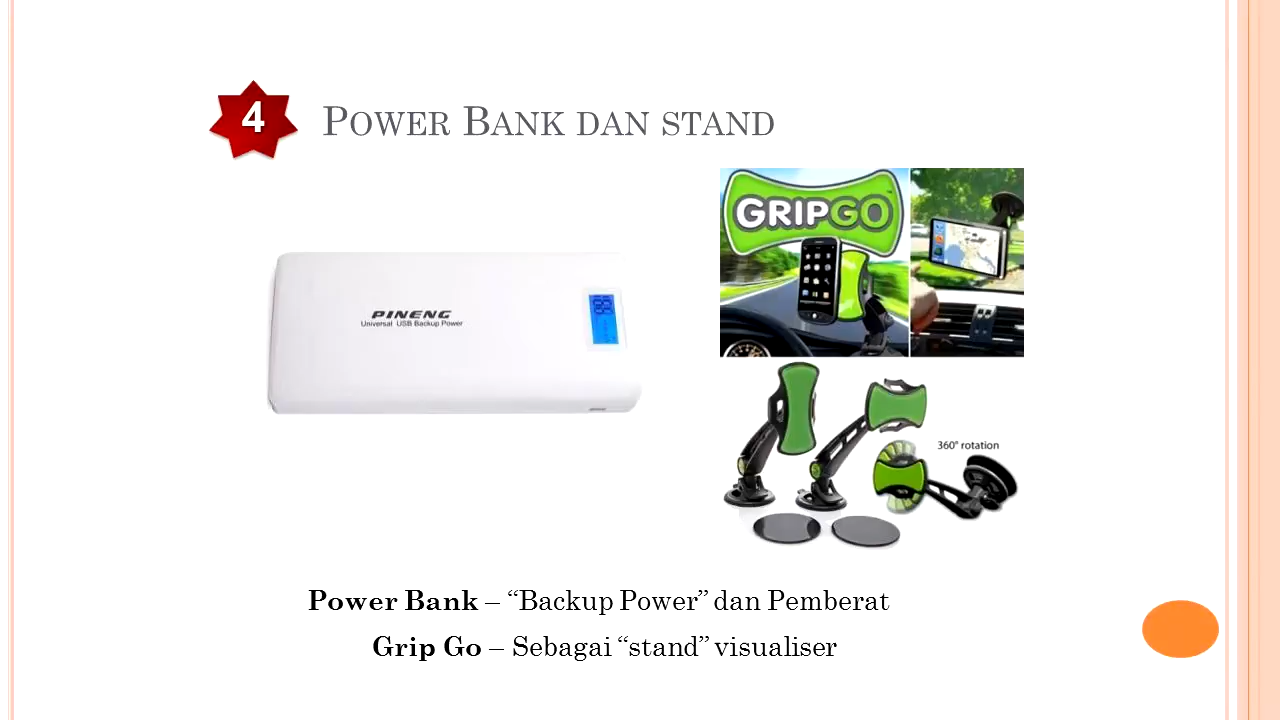 4
POWER BANK DAN STAND
GRIPGO™
PINENG
Universal USB Backup Power
360° rotation
Power Bank – “Backup Power” dan Pemberat
Grip Go – Sebagai “stand” visualiser